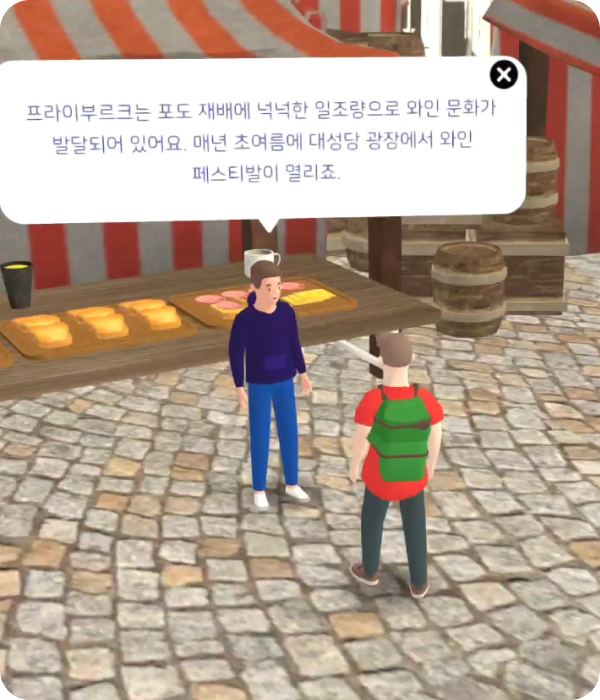 프라이부르크는 포도 재배에 넉넉한 일조량으로 와인 문화가
발달되어 있어요. 매년 초여름에 대성당 광장에서 와인
페스티발이 열리죠.